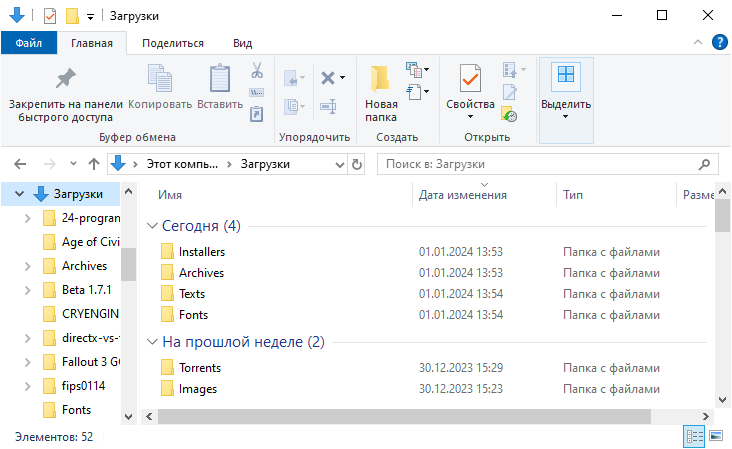 Загрузки
Файл Главная Поделиться Вид
Закрепить на панели быстрого доступа
Копировать
Вставить
Новая папка
Свойства
Выделить
Буфер обмена Упорядочить Создать Открыть
Этот компь... Загрузки Поиск в: Загрузки
Загрузки
24-program
Age of Civi
Archives
Beta 1.7.1
CRYENGIN
directx-vs-
Fallout 3 G
fips0114
Fonts
Имя Дата изменения Тип Разме
Сегодня (4)
Installers 01.01.2024 13:53 Папка с файлами
Archives 01.01.2024 13:53 Папка с файлами
Texts 01.01.2024 13:54 Папка с файлами
Fonts 01.01.2024 13:54 Папка с файлами
На прошлой неделе (2)
Torrents 30.12.2023 15:29 Папка с файлами
Images 30.12.2023 15:23 Папка с файлами
Элементов: 52